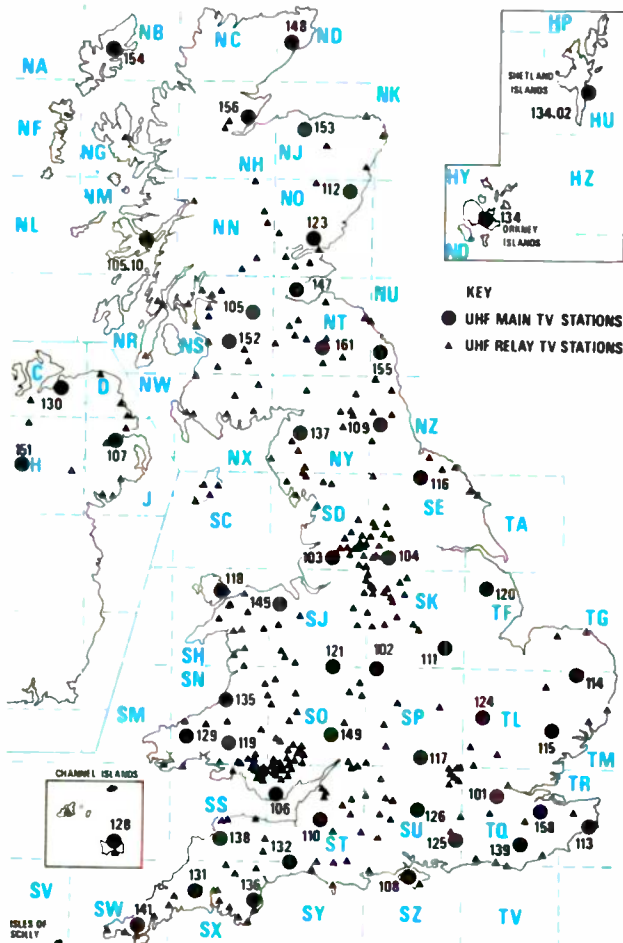 NB
NC
148
ND
HP
NA
154
SHETLAND
ISLANDS
134.02
HU
NK
156
153
NF
NG
NH
NJ
HY
HZ
NM
NO
112
NL
NN
134
ORKNEY
ISLANDS
ND
105.10
123
147
NU
KEY
UHF MAIN TV STATIONS
UHF RELAY TV STATIONS
105
NT
NR
NS
152
161
155
C
D
NW
130
151
H
107
J
137
109
NZ
NX
NY
116
SC
SD
SE
TA
103
104
118
145
SJ
SK
120
TF
TG
SH
SN
121
102
111
114
135
SM
SO
SP
124
TL
129
119
149
115
117
TM
CHANNEL ISLANDS
TR
128
106
SS
101
126
158
113
110
ST
SU
TQ
138
125
139
132
108
SV
131
136
SW
141
SX
SY
SZ
TV
ISLES OF
SCILLY